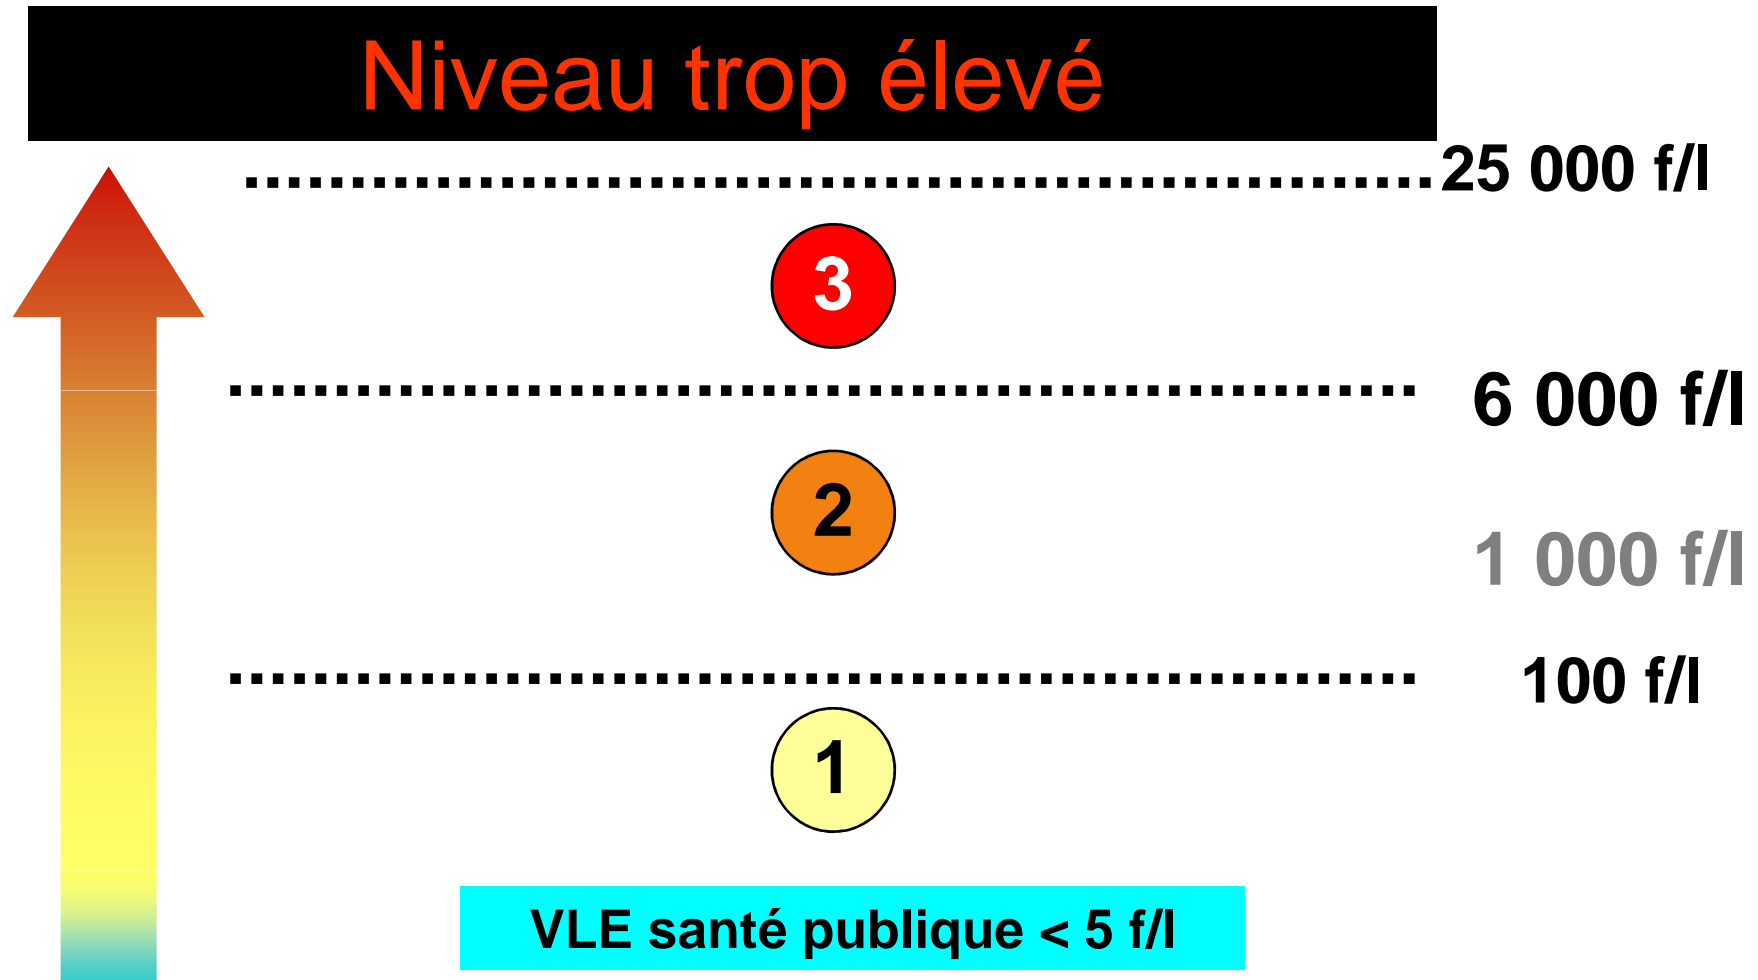 Niveau trop élevé
25 000 f/l
3
6 000 f/l
2
1 000 f/l
100 f/l
1
VLE santé publique < 5 f/l